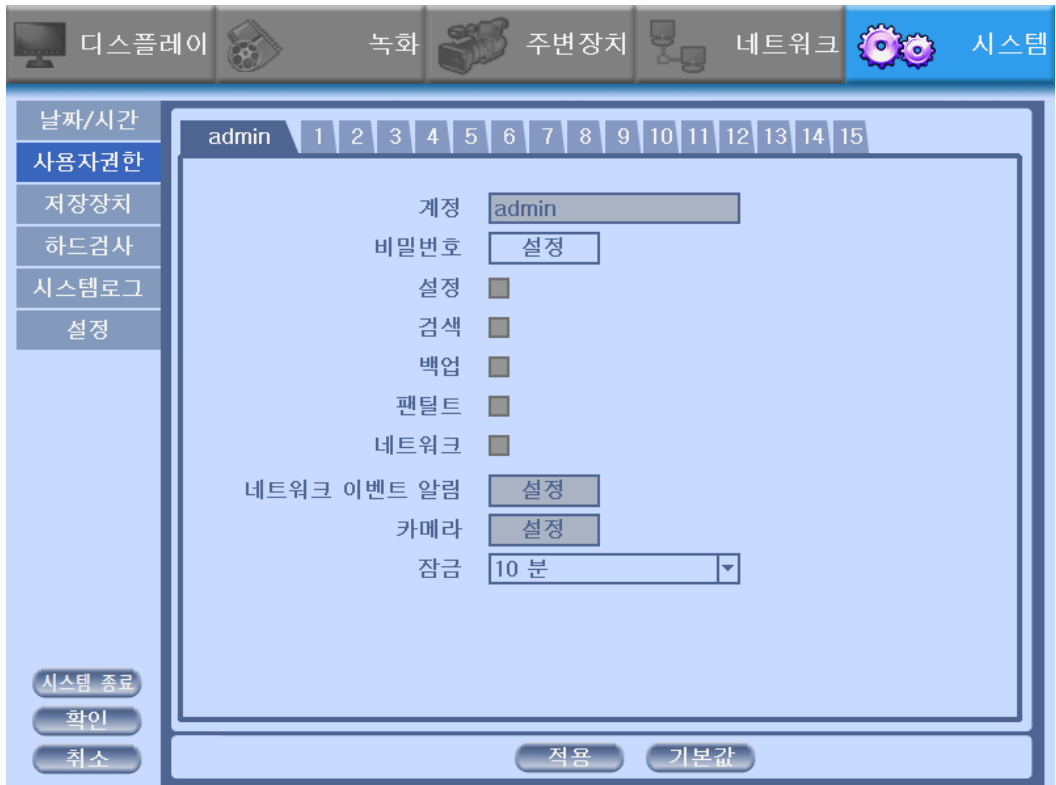 디스플레이 녹화 주변장치 네트워크 시스템
날짜/시간
사용자권한
저장장치
하드검사
시스템로그
설정
admin 1 2 3 4 5 6 7 8 9 10 11 12 13 14 15
계정 admin
비밀번호 설정
설정
검색
백업
팬틸트
네트워크
네트워크 이벤트 알림 설정
카메라 설정
잠금 10 분
시스템 종료
확인
취소
적용 기본값